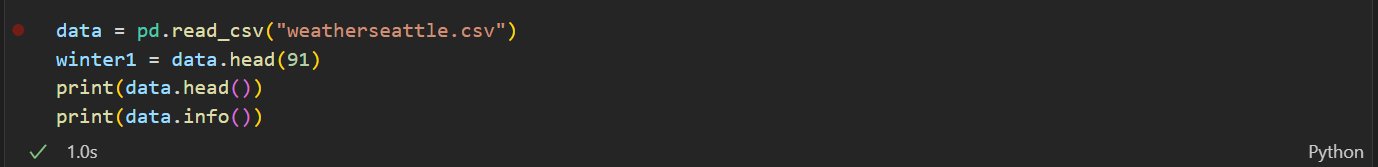 data = pd.read_csv("weatherseattle.csv")
winter1 = data.head(91)
print(data.head())
print(data.info())
1.0s
Python